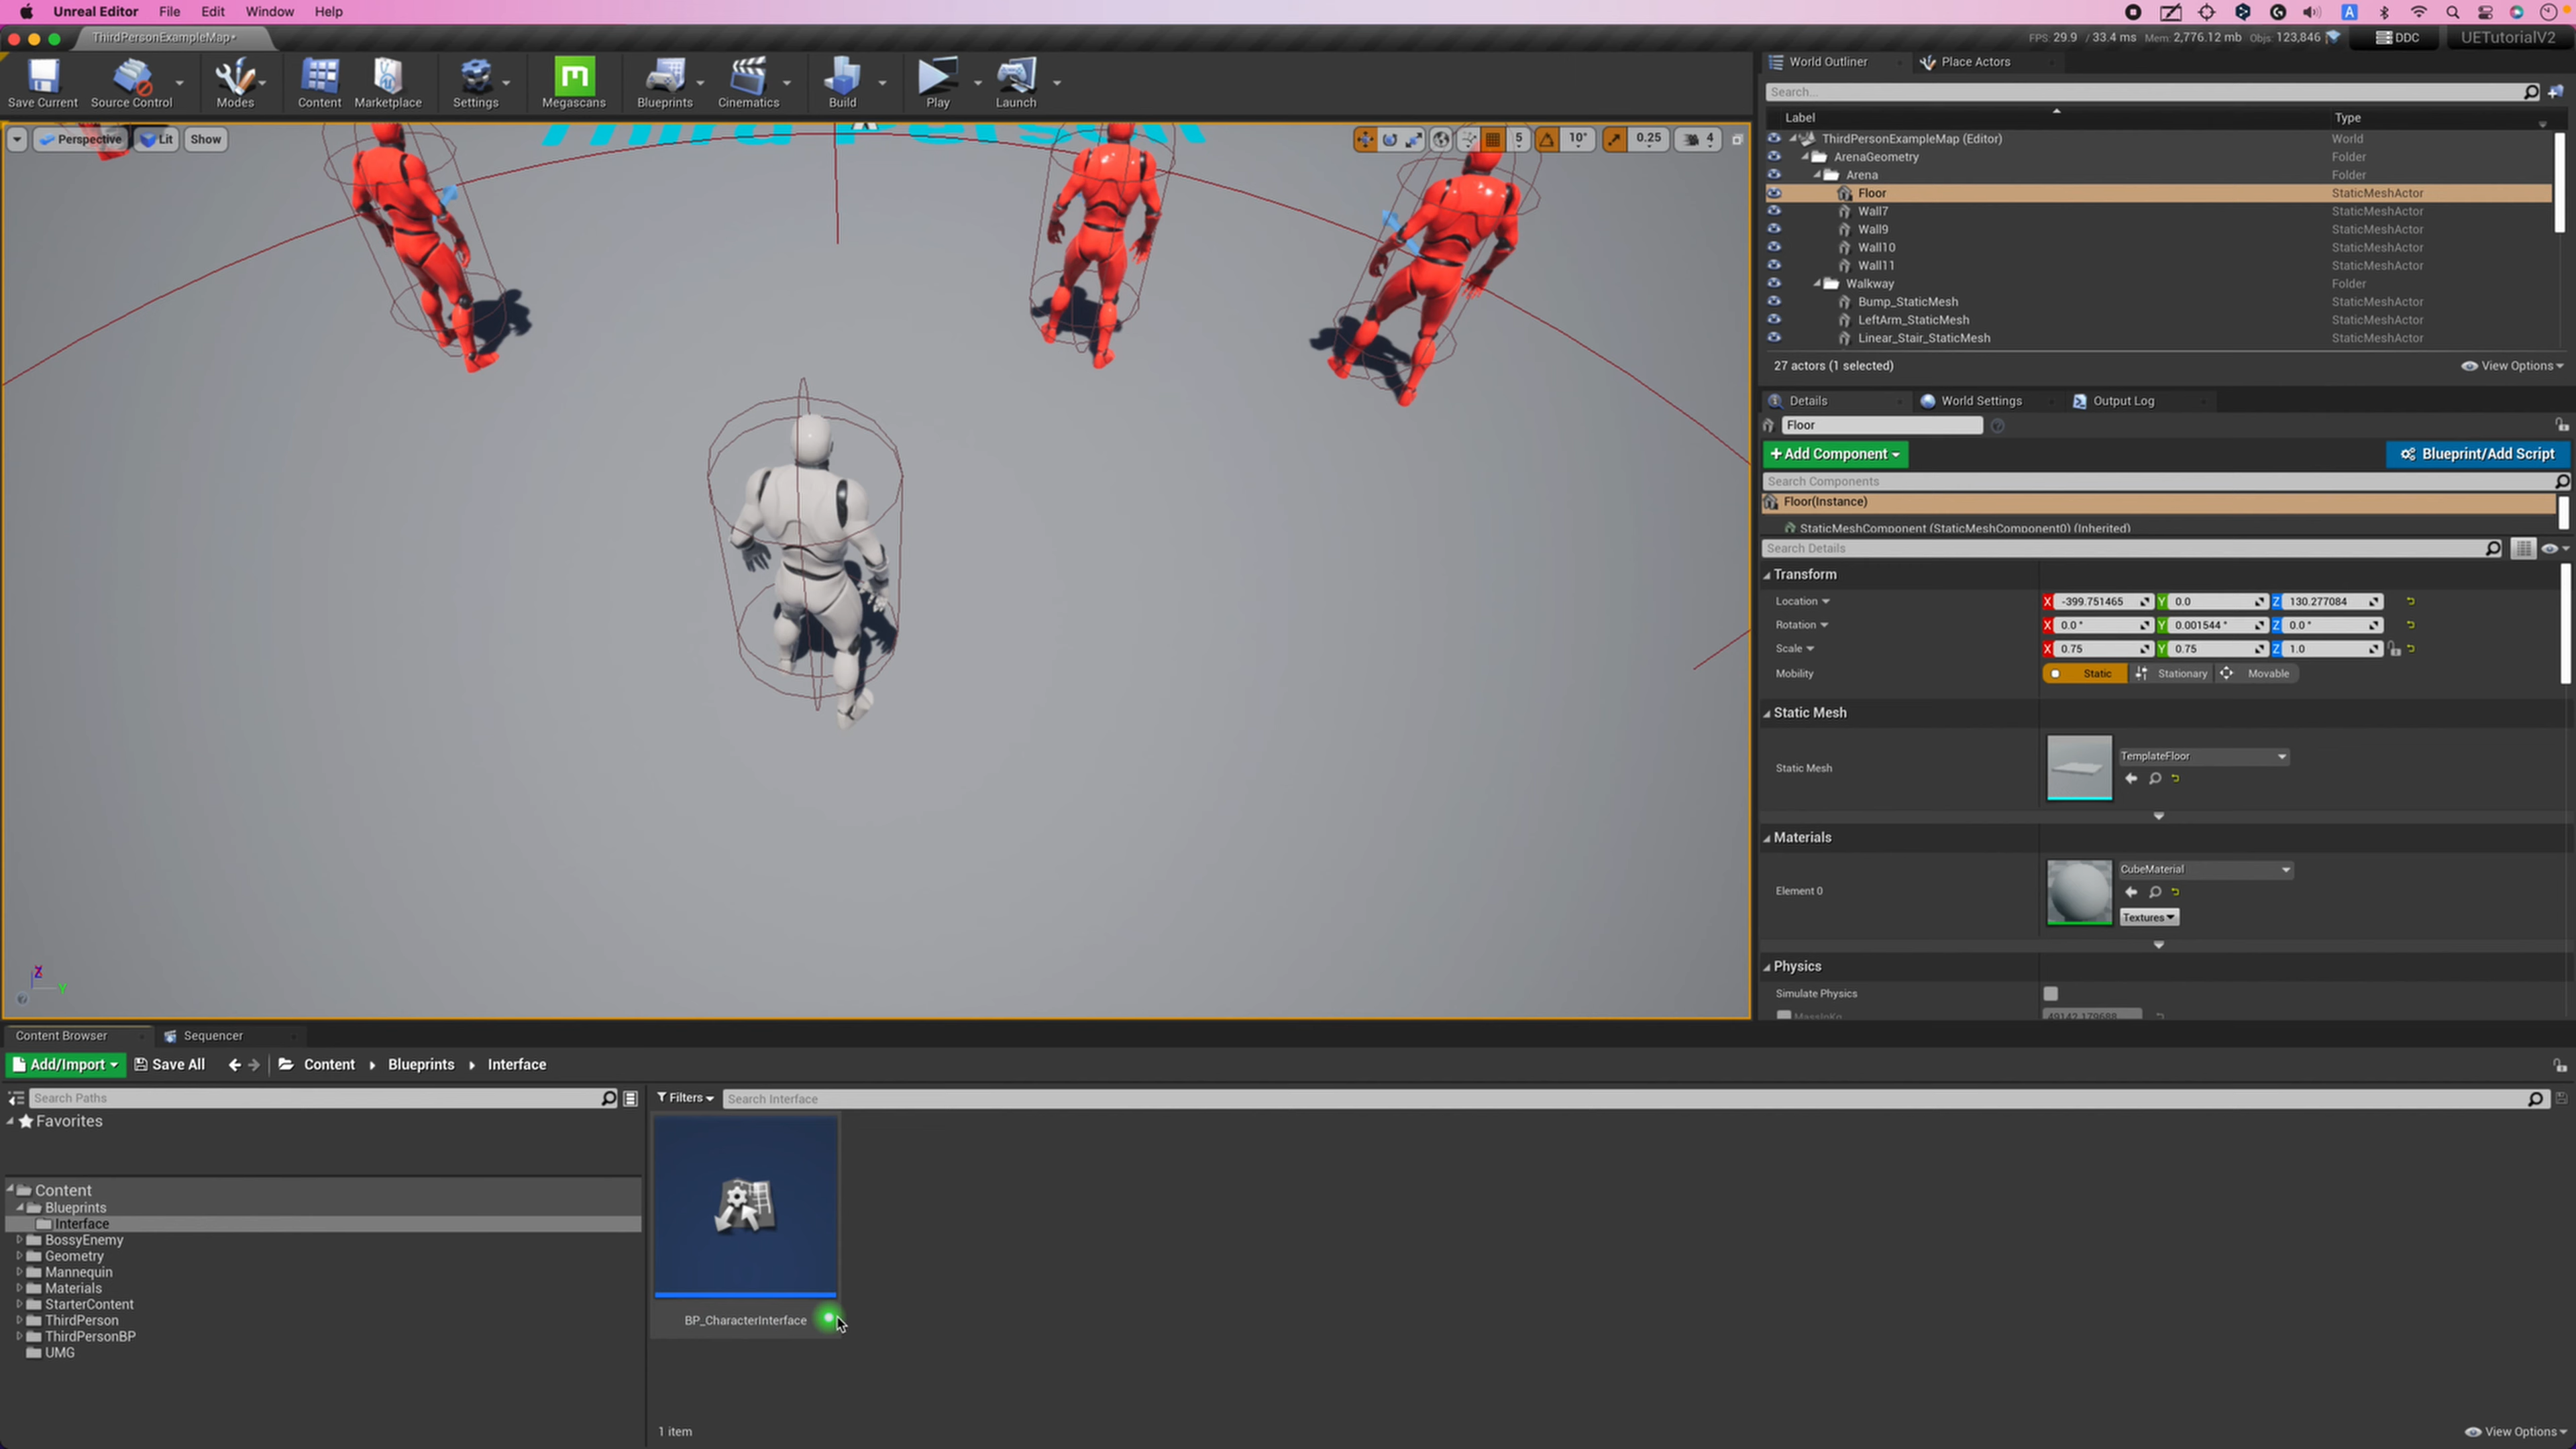 Unreal Editor File Edit Window Help
ThirdPersonExampleMap•
FPS: 29.9 / 33.4 ms Mem: 2,776.12 mb Objs: 123,846 DDC UETutorialV2
Save Current Source Control Modes Content Marketplace Settings Megascans Blueprints Cinematics Build Play Launch
Perspective Lit Show
5 10° 0.25 4
Third Person
World Outliner Place Actors
Search...
Label Type
ThirdPersonExampleMap (Editor) World
ArenaGeometry Folder
Arena Folder
Floor StaticMeshActor
Wall7 StaticMeshActor
Wall9 StaticMeshActor
Wall10 StaticMeshActor
Wall11 StaticMeshActor
Walkway Folder
Bump_StaticMesh StaticMeshActor
LeftArm_StaticMesh StaticMeshActor
Linear_Stair_StaticMesh StaticMeshActor
27 actors (1 selected) View Options
Details World Settings Output Log
Floor
+Add Component Blueprint/Add Script
Search Components
Floor(Instance)
StaticMeshComponent (StaticMeshComponent0) (Inherited)
Search Details
Transform
Location X -399.751465 Y 0.0 Z 130.277084
Rotation X 0.0 ° Y 0.001544 ° Z 0.0 °
Scale X 0.75 Y 0.75 Z 1.0
Mobility Static Stationary Movable
Static Mesh
Static Mesh TemplateFloor
Materials
Element 0 CubeMaterial
Textures
Physics
Simulate Physics
MassInKg 49142.179688
Z Y
Content Browser Sequencer
Add/Import Save All Content Blueprints Interface
Search Paths
Filters Search Interface
Favorites
Content
Blueprints
Interface
BossyEnemy
Geometry
Mannequin
Materials
StarterContent
ThirdPerson
ThirdPersonBP
UMG
BP_CharacterInterface
1 item View Options